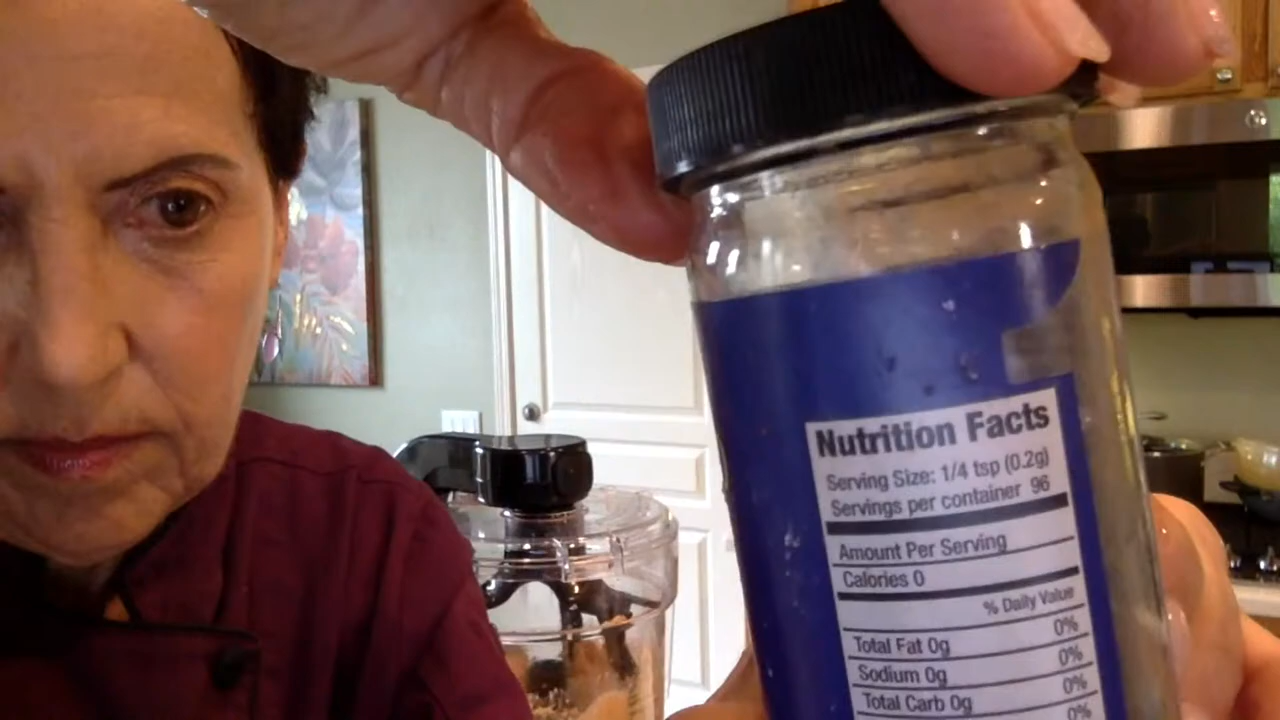 Nutrition Facts
Serving Size: 1/4 tsp (0.2g)
Servings per container 96
Amount Per Serving
Calories 0
% Daily Value
Total Fat 0g 0%
Sodium 0g 0%
Total Carb 0g 0%
0%